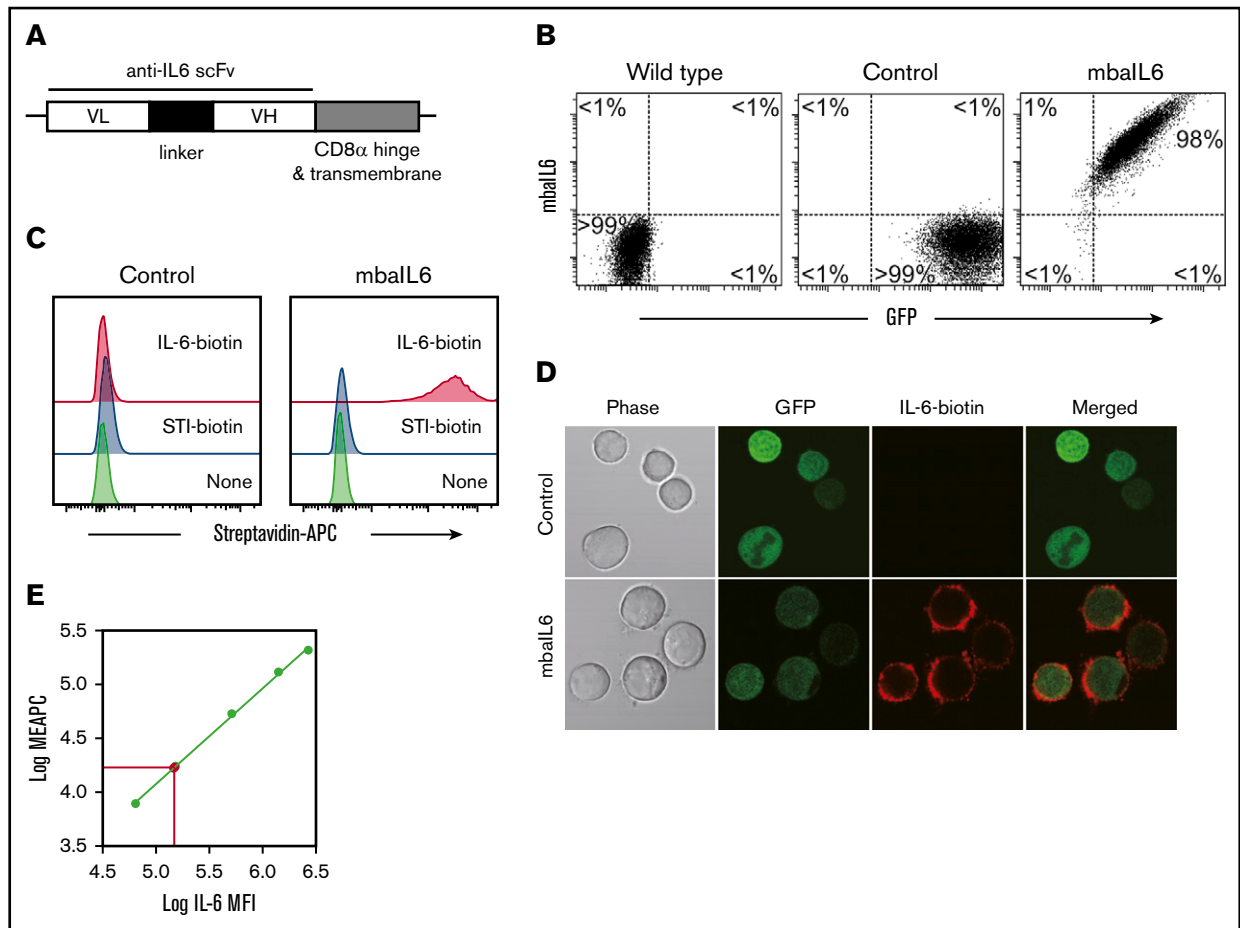 A
anti-IL6 scFv
VL
VH
linker
CD8α hinge
& transmembrane
B
Wild type
Control
mbaIL6
mbaIL6
<1%
<1%
>99%
<1%
<1%
<1%
<1%
>99%
1%
98%
<1%
<1%
GFP
C
Control
mbaIL6
IL-6-biotin
STI-biotin
None
IL-6-biotin
STI-biotin
None
Streptavidin-APC
D
Phase
GFP
IL-6-biotin
Merged
Control
mbaIL6
E
Log MEAPC
5.5
5.0
4.5
4.0
3.5
4.5
5.0
5.5
6.0
6.5
Log IL-6 MFI